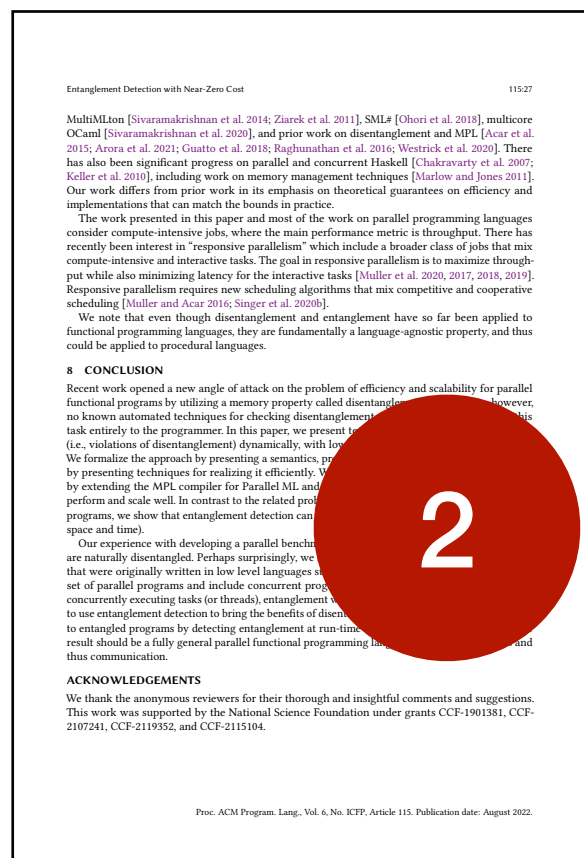 Entanglement Detection with Near-Zero Cost 115:27
MultiMLton [Sivaramakrishnan et al. 2014; Ziarek et al. 2011], SML# [Ohori et al. 2018], multicore
OCaml [Sivaramakrishnan et al. 2020], and prior work on disentanglement and MPL [Acar et al.
2015; Arora et al. 2021; Guatto et al. 2018; Raghunathan et al. 2016; Westrick et al. 2020]. There
has also been significant progress on parallel and concurrent Haskell [Chakravarty et al. 2007;
Keller et al. 2010], including work on memory management techniques [Marlow and Jones 2011].
Our work differs from prior work in its emphasis on theoretical guarantees on efficiency and
implementations that can match the bounds in practice.
The work presented in this paper and most of the work on parallel programming languages
consider compute-intensive jobs, where the main performance metric is throughput. There has
recently been interest in “responsive parallelism” which include a broader class of jobs that mix
compute-intensive and interactive tasks. The goal in responsive parallelism is to maximize through-
put while also minimizing latency for the interactive tasks [Muller et al. 2020, 2017, 2018, 2019].
Responsive parallelism requires new scheduling algorithms that mix competitive and cooperative
scheduling [Muller and Acar 2016; Singer et al. 2020b].
We note that even though disentanglement and entanglement have so far been applied to
functional programming languages, they are fundamentally a language-agnostic property, and thus
could be applied to procedural languages.
8 CONCLUSION
Recent work opened a new angle of attack on the problem of efficiency and scalability for parallel
functional programs by utilizing a memory property called however,
no known automated techniques for checking disentanglement
task entirely to the programmer. In this paper, we present
(i.e., violations of disentanglement) dynamically, with
We formalize the approach by presenting a semantics,
by presenting techniques for realizing it efficiently.
by extending the MPL compiler for Parallel ML and
perform and scale well. In contrast to the related
programs, we show that entanglement detection can
space and time).
Our experience with developing a parallel
are naturally disentangled. Perhaps surprisingly, we
that were originally written in low level languages
set of parallel programs and include concurrent
concurrently executing tasks (or threads), entanglement
to use entanglement detection to bring the benefits of
to entangled programs by detecting entanglement at
result should be a fully general parallel functional programming and
thus communication.
2
ACKNOWLEDGEMENTS
We thank the anonymous reviewers for their thorough and insightful comments and suggestions.
This work was supported by the National Science Foundation under grants CCF-1901381, CCF-
2107241, CCF-2119352, and CCF-2115104.
Proc. ACM Program. Lang., Vol. 6, No. ICFP, Article 115. Publication date: August 2022.